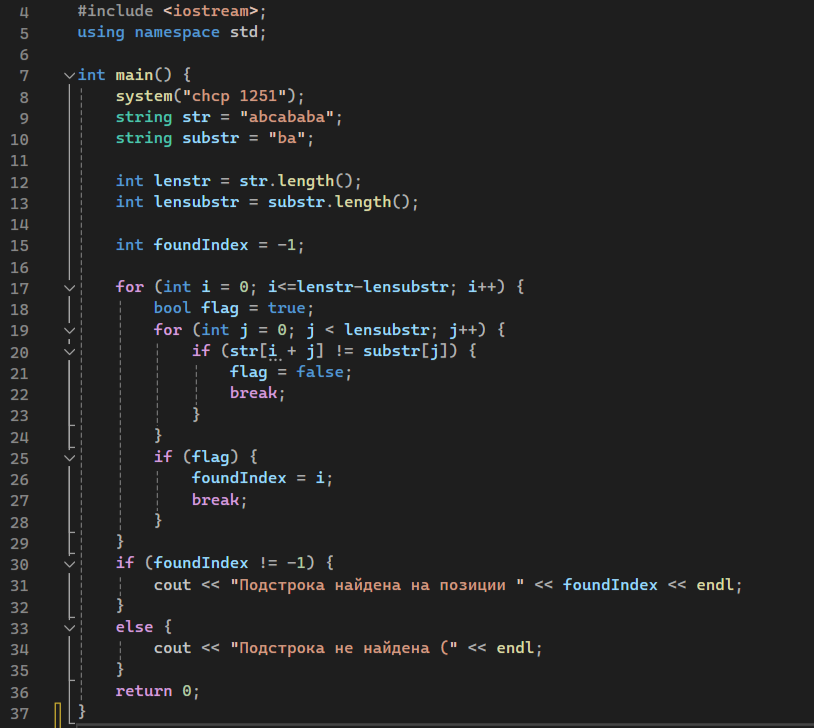 4 #include <iostream>;
5 using namespace std;
6
7 int main() {
8 system("chcp 1251");
9 string str = "abcababa";
10 string substr = "ba";
11
12 int lenstr = str.length();
13 int lensubstr = substr.length();
14
15 int foundIndex = -1;
16
17 for (int i = 0; i<=lenstr-lensubstr; i++) {
18 bool flag = true;
19 for (int j = 0; j < lensubstr; j++) {
20 if (str[i + j] != substr[j]) {
21 flag = false;
22 break;
23 }
24 }
25 if (flag) {
26 foundIndex = i;
27 break;
28 }
29 }
30 if (foundIndex != -1) {
31 cout << "Подстрока найдена на позиции " << foundIndex << endl;
32 }
33 else {
34 cout << "Подстрока не найдена (" << endl;
35 }
36 return 0;
37 }